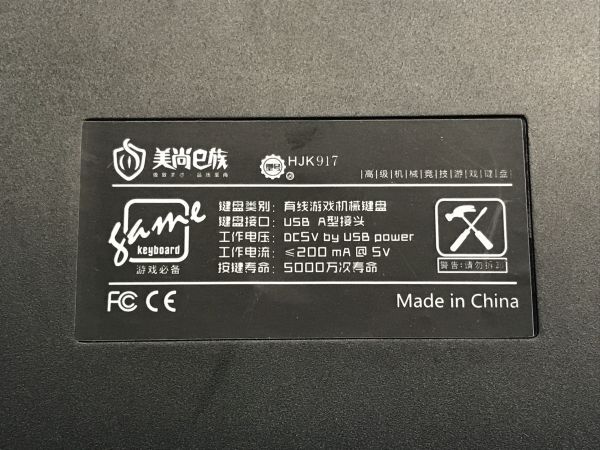 美尚E族
HJK917
|高|级|机|械|竞|技|游|戏|键|盘|
game
keyboard
游戏必备
键盘类别: 有线游戏机械键盘
键盘接口: USB A型接头
工作电压: DC5V by USB power
工作电流: ≤200 mA @ 5V
按键寿命: 5000万次寿命
警告:请勿拆卸
FC CE
Made in China